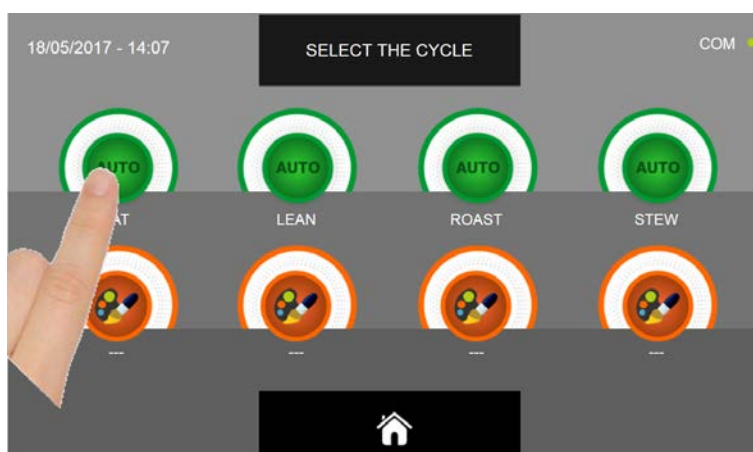 18/05/2017 - 14:07
SELECT THE CYCLE
COM
AUTO AUTO AUTO AUTO
LEAN ROAST STEW
--- --- --- ---